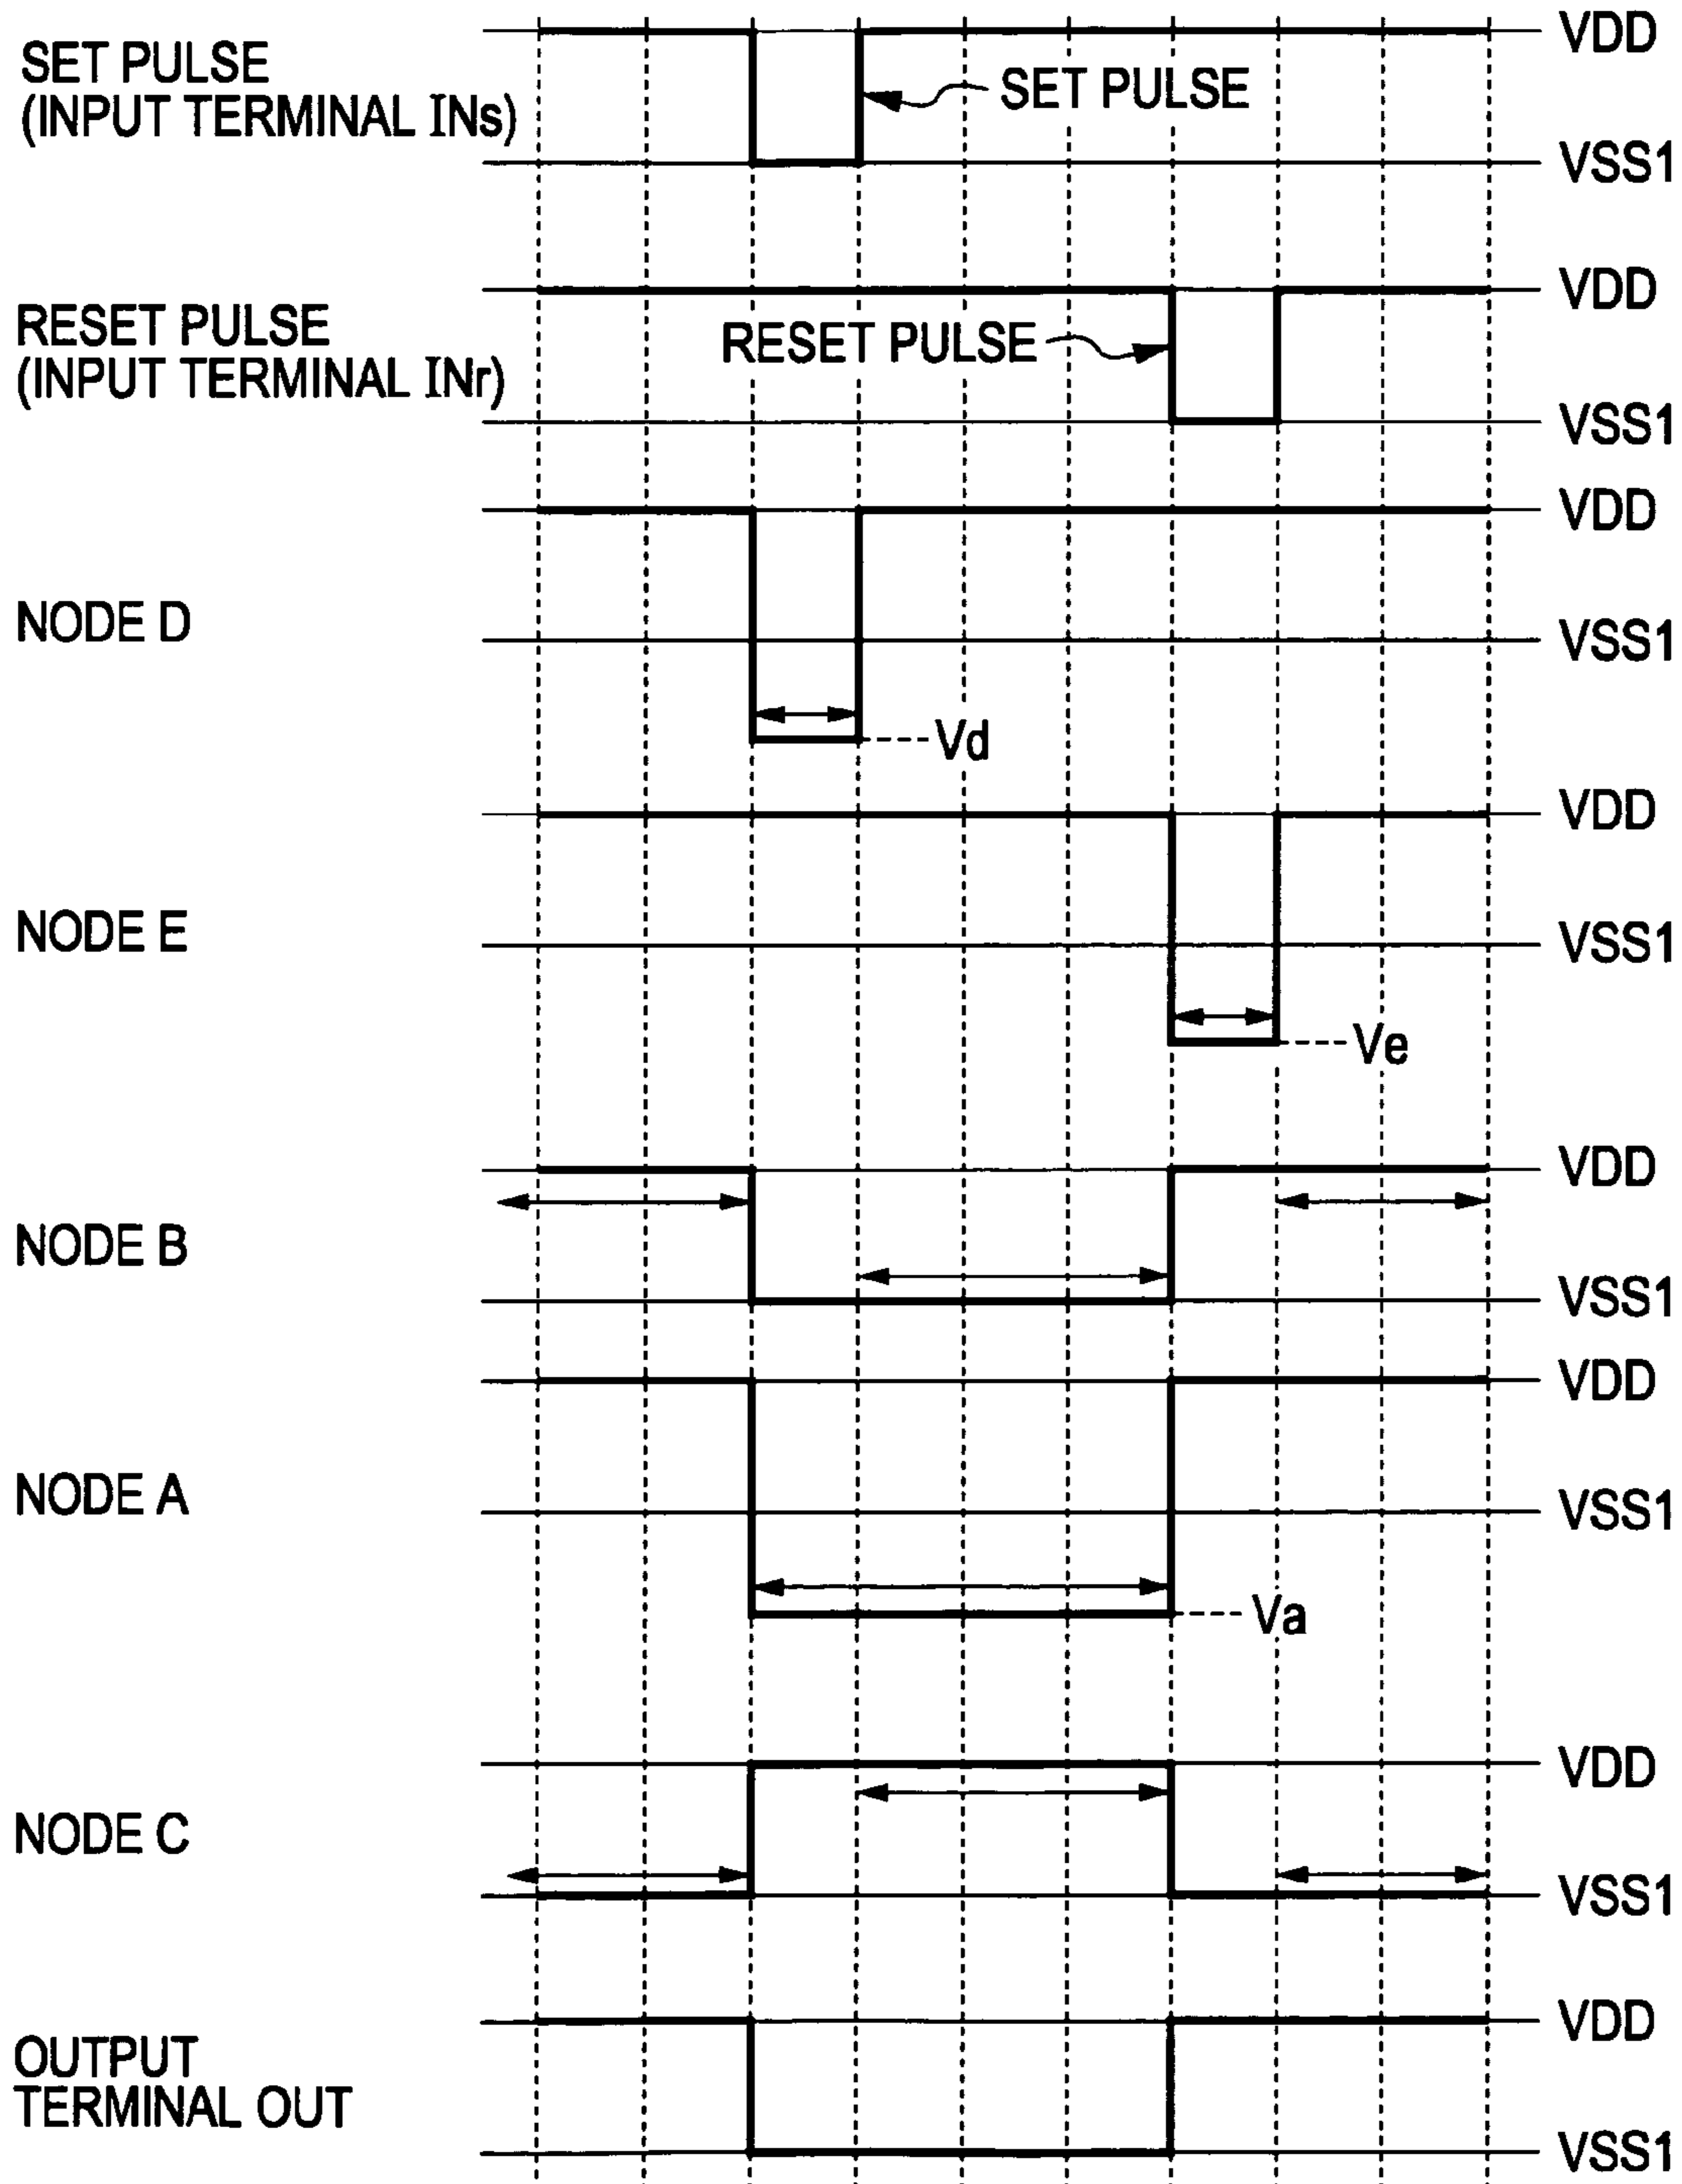 VDD
SET PULSE
(INPUT TERMINAL INs)
SET PULSE
VSS1
VDD
RESET PULSE
(INPUT TERMINAL INr)
RESET PULSE
VSS1
VDD
NODE D
VSS1
Vd
VDD
NODE E
VSS1
Ve
VDD
NODE B
VSS1
VDD
NODE A
VSS1
Va
VDD
NODE C
VSS1
VDD
OUTPUT
TERMINAL OUT
VSS1